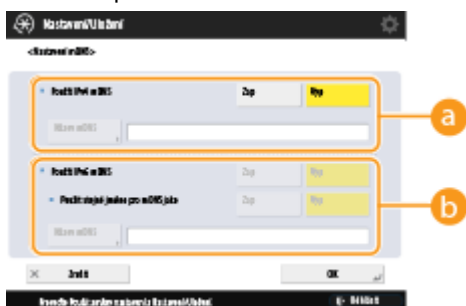 Nastavení/Uložení
<Nastavení mDNS>
Použít IPv4 mDNS
Zap
Vyp
a
Název mDNS
Použít IPv6 mDNS
Zap
Vyp
b
Použít stejné jméno pro mDNS jako
Zap
Vyp
Název mDNS
× Zrušit
OK